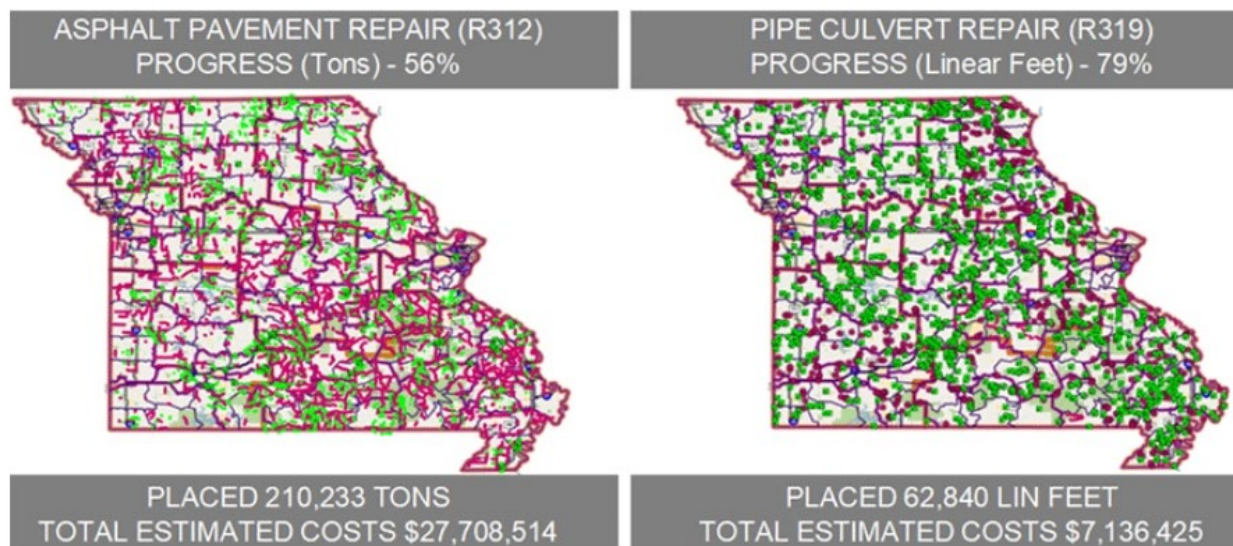 ASPHALT PAVEMENT REPAIR (R312)
PROGRESS (Tons) - 56%
PLACED 210,233 TONS
TOTAL ESTIMATED COSTS $27,708,514
PIPE CULVERT REPAIR (R319)
PROGRESS (Linear Feet) - 79%
PLACED 62,840 LIN FEET
TOTAL ESTIMATED COSTS $7,136,425